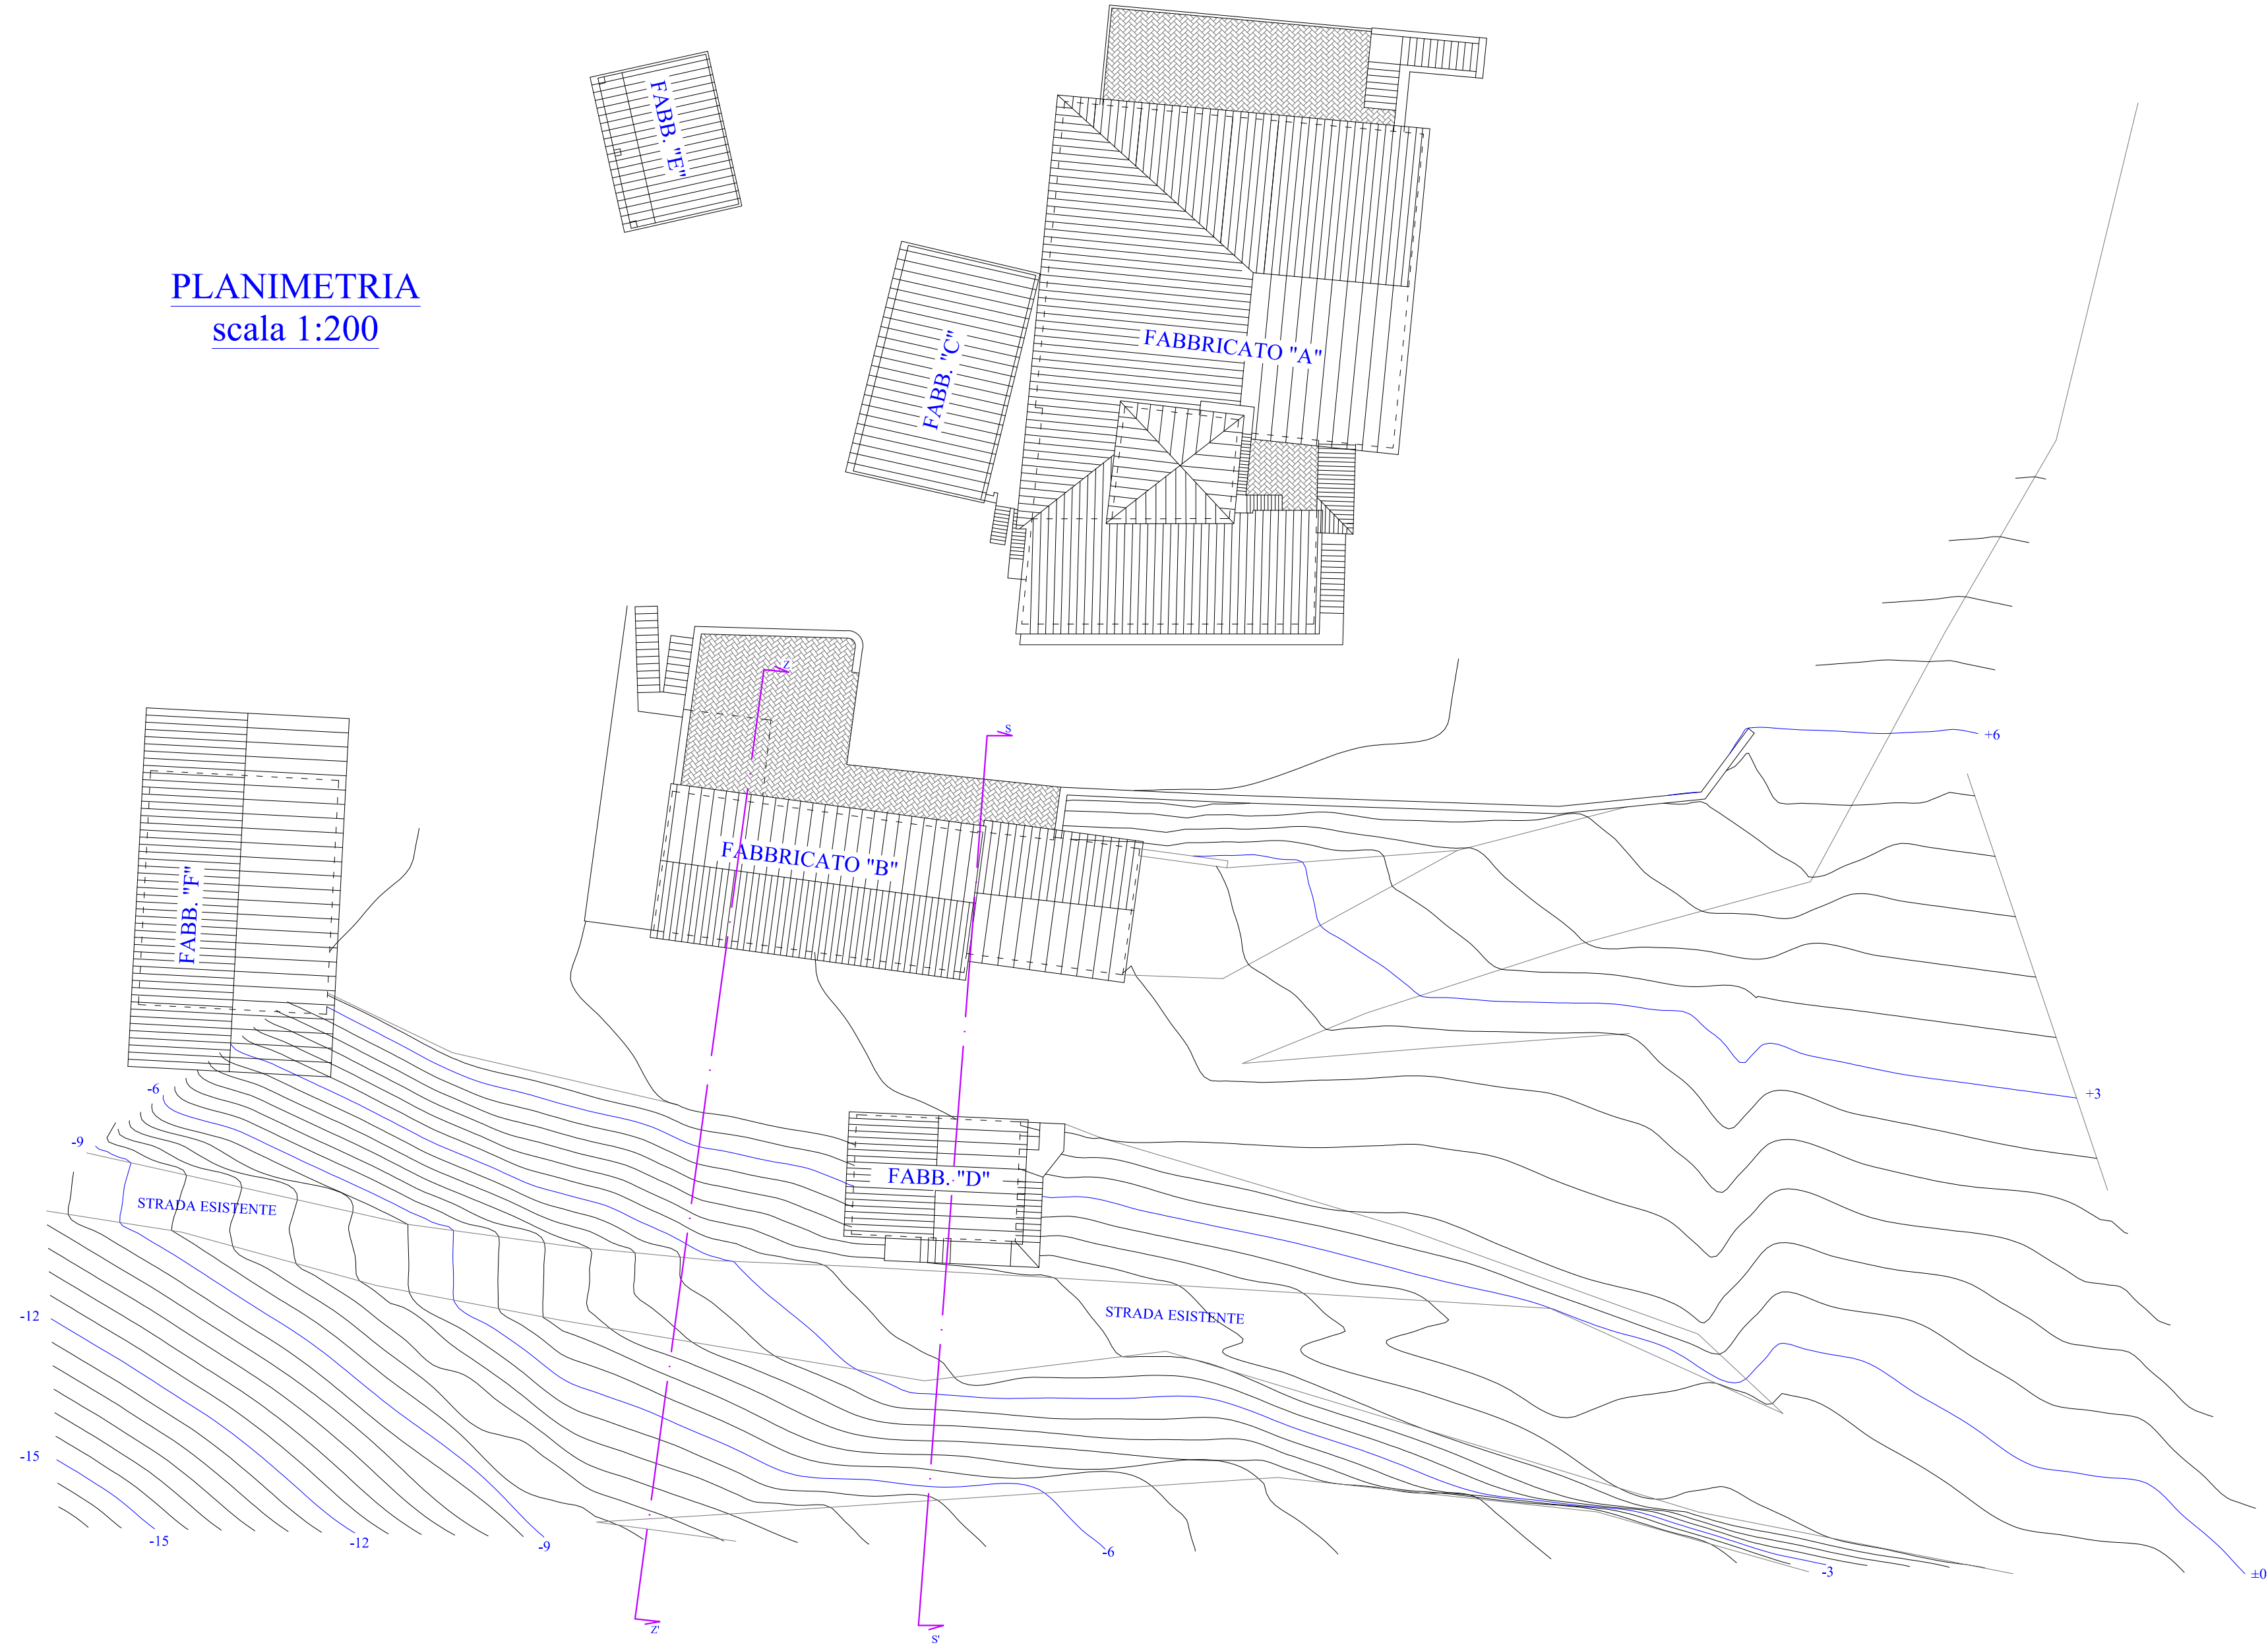 FABB. "E"
PLANIMETRIA
scala 1:200
FABBRICATO "A"
FABB. "C"
Z
S
+6
FABBRICATO "B"
FABB. "F"
-6
+3
-9
FABB. "D"
STRADA ESISTENTE
STRADA ESISTENTE
-12
-15
-15
-12
-9
-6
-3
±0
Z'
S'